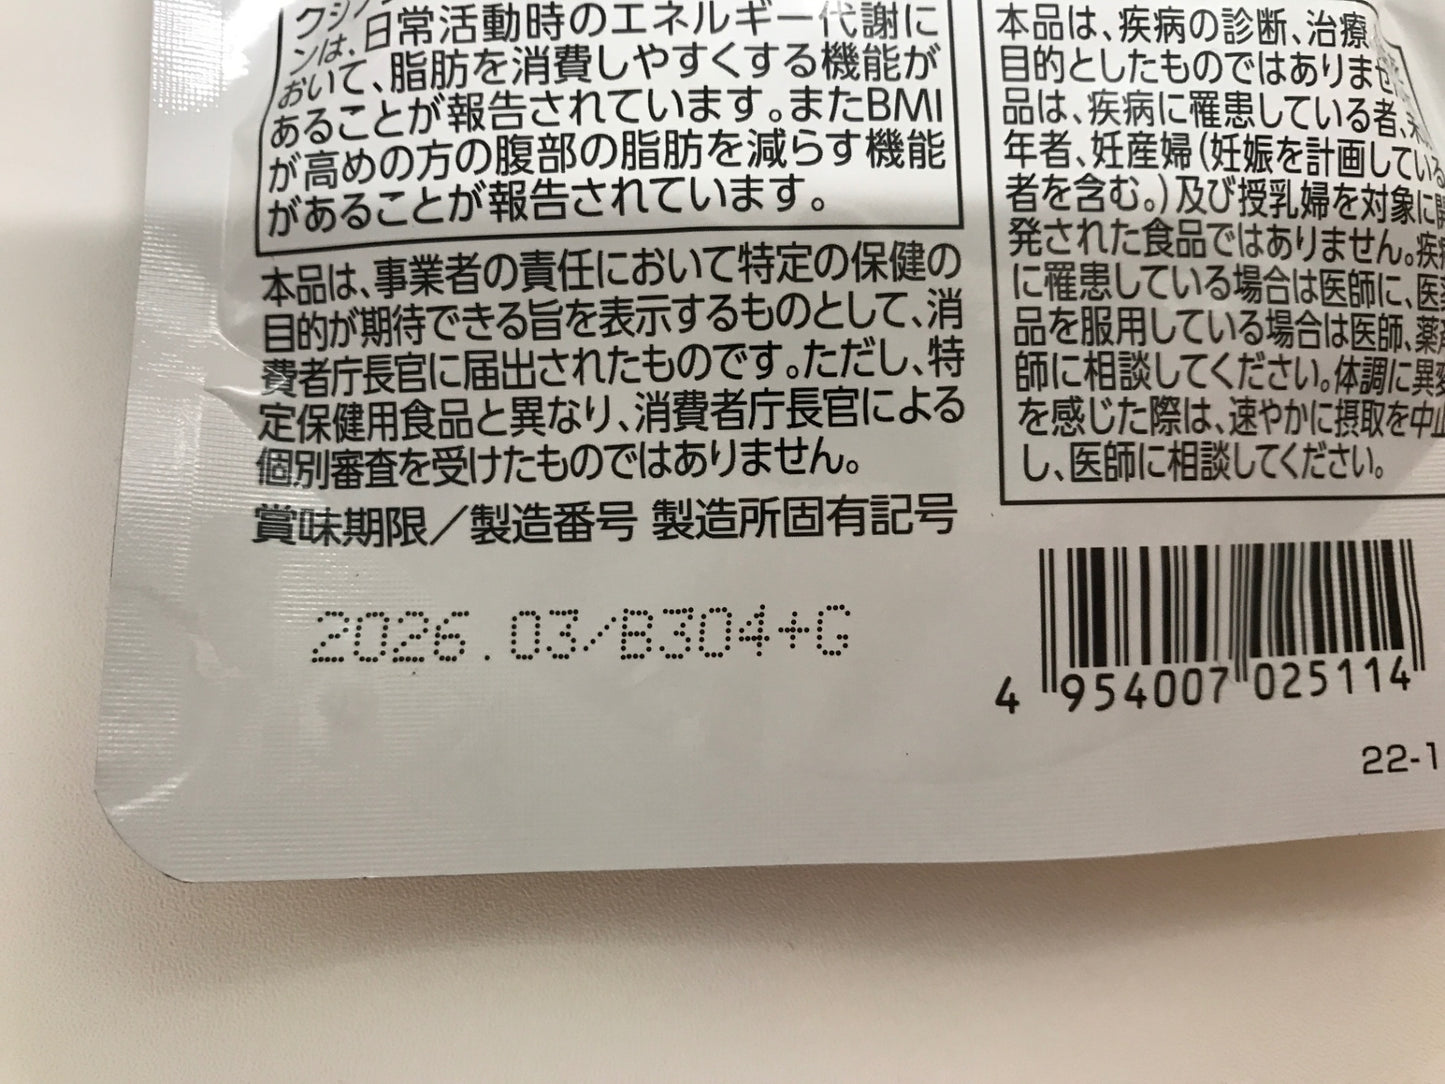 クシノン
ンは、日常活動時のエネルギー代謝に
おいて、脂肪を消費しやすくする機能が
あることが報告されています。またBMI
が高めの方の腹部の脂肪を減らす機能
があることが報告されています。
本品は、事業者の責任において特定の保健の
目的が期待できる旨を表示するものとして、消
費者庁長官に届出されたものです。ただし、特
定保健用食品と異なり、消費者庁長官による
個別審査を受けたものではありません。
賞味期限／製造番号 製造所固有記号
2026.03/B304+G
本品は、疾病の診断、治療
目的としたものではありませ
品は、疾病に罹患している者、未
年者、妊産婦（妊娠を計画している
者を含む。）及び授乳婦を対象に開
発された食品ではありません。疾病
に罹患している場合は医師に、医薬
品を服用している場合は医師、薬剤
師に相談してください。体調に異変
を感じた際は、速やかに摂取を中止
し、医師に相談してください。
4 954007 025114
22-1